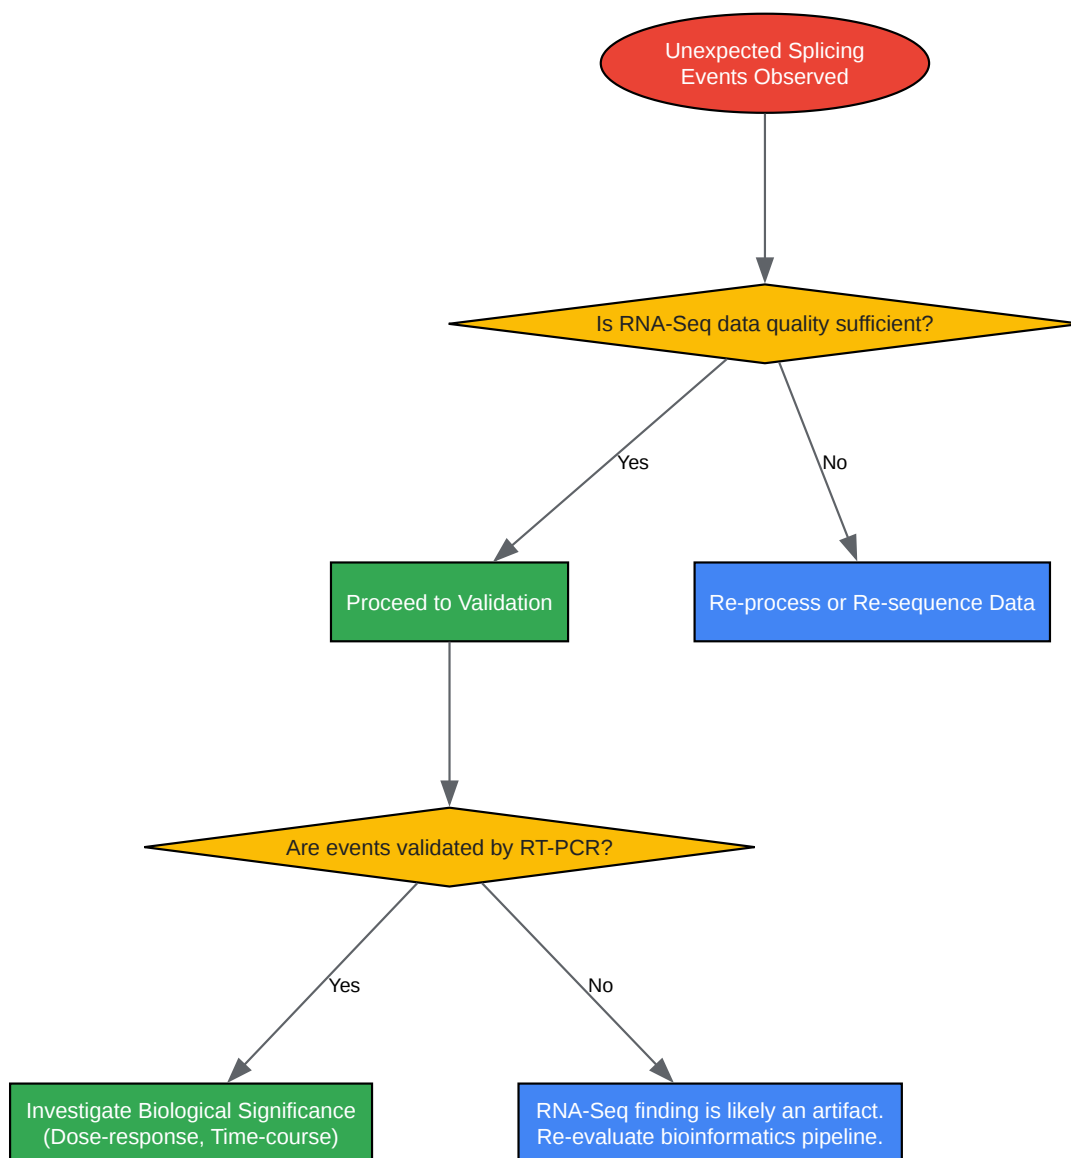 Unexpected Splicing
Events Observed
Is RNA-Seq data quality sufficient?
Yes
No
Proceed to Validation
Re-process or Re-sequence Data
Are events validated by RT-PCR?
Yes
No
Investigate Biological Significance
(Dose-response, Time-course)
RNA-Seq finding is likely an artifact.
Re-evaluate bioinformatics pipeline.